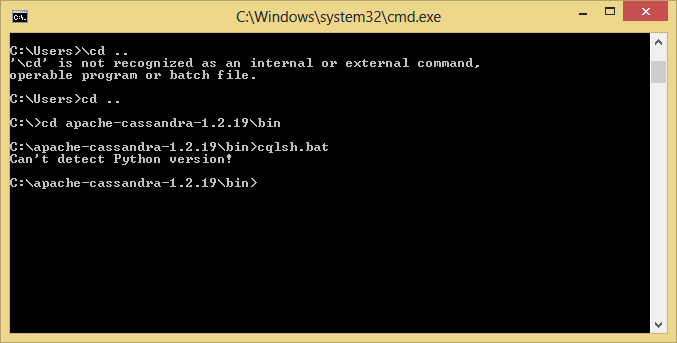 C:\Windows\system32\cmd.exe
C:\Users>\cd ..
'\cd' is not recognized as an internal or external command,
operable program or batch file.
C:\Users>cd ..
C:\>cd apache-cassandra-1.2.19\bin
C:\apache-cassandra-1.2.19\bin>cqlsh.bat
Can't detect Python version!
C:\apache-cassandra-1.2.19\bin>